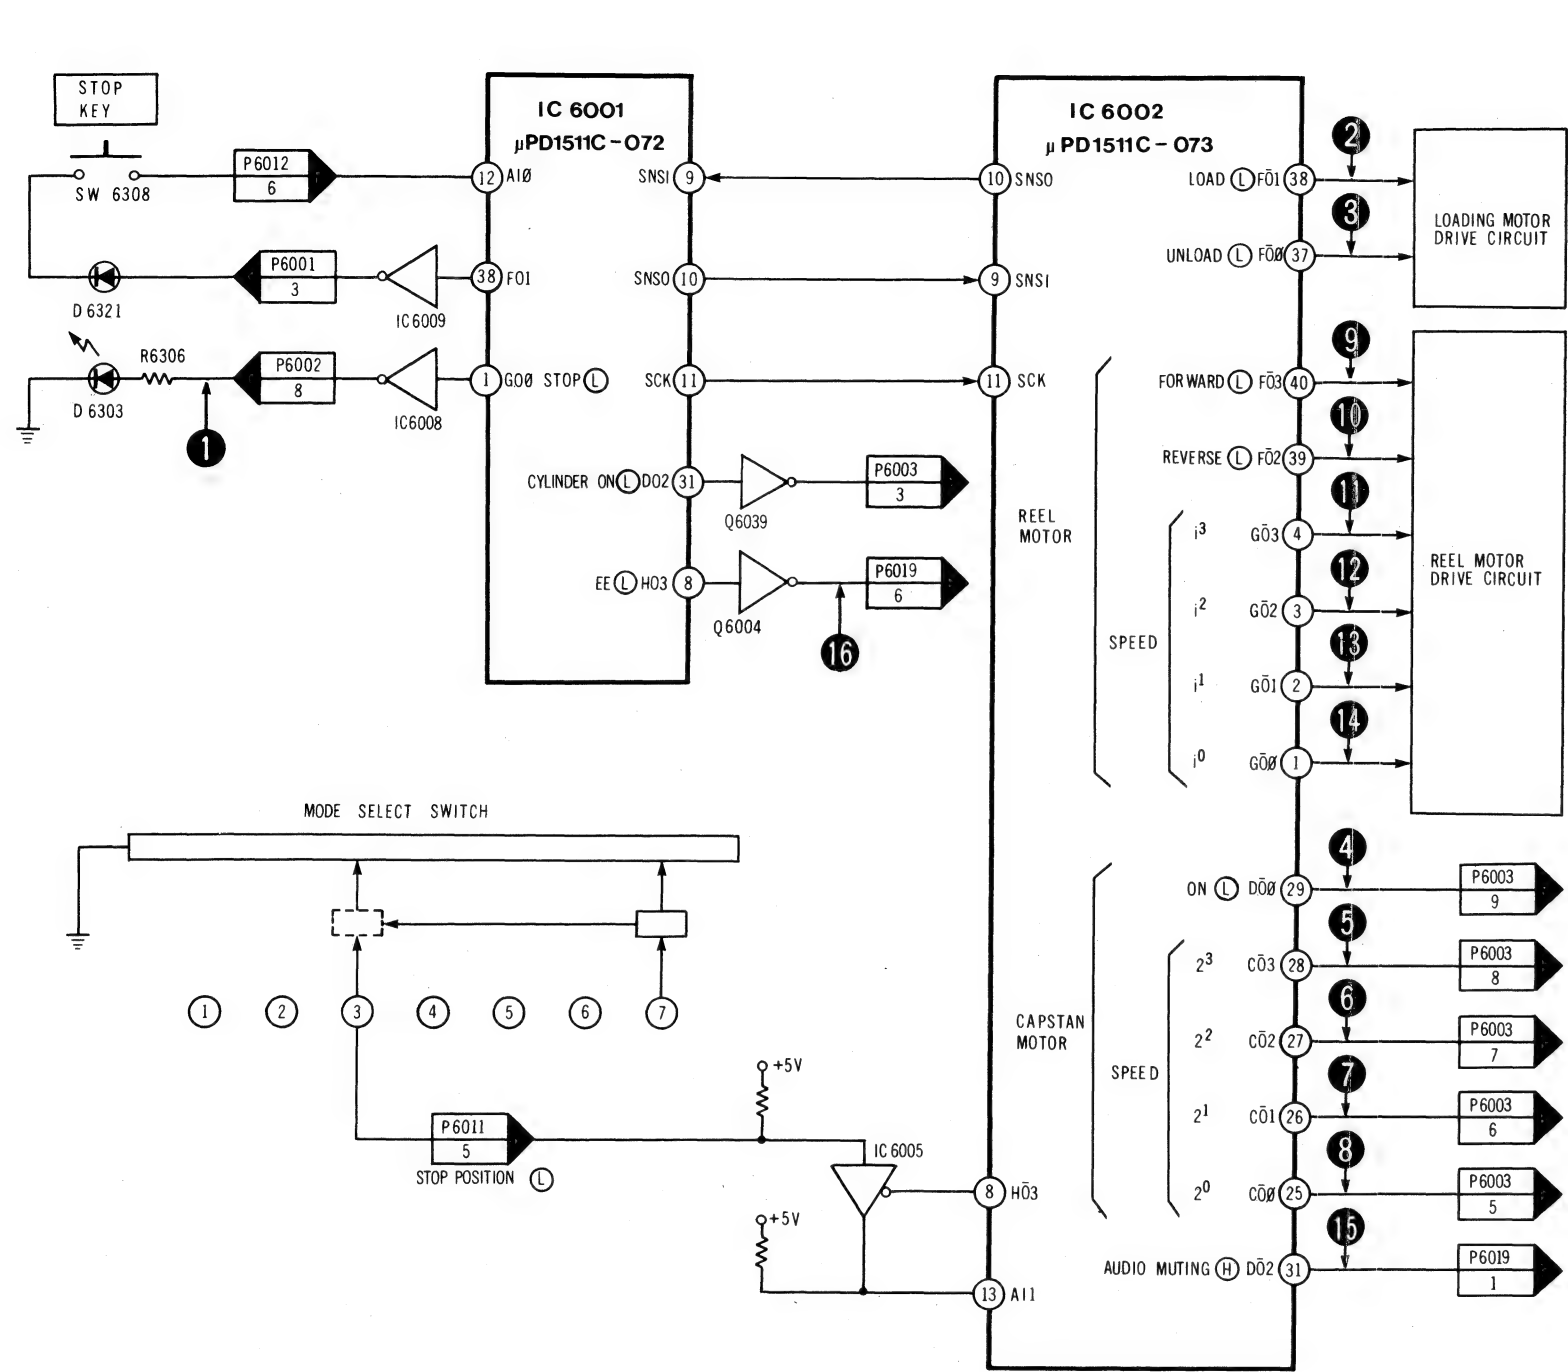 STOP
KEY
SW 6308
P6012
6
12 AIØ
D 6321
P6001
3
IC6009
38 FO1
R6306
D 6303
P6002
8
IC6008
1 GOØ STOP Ⓛ
1
IC 6001
μPD1511C-072
SNSI 9
SNSO 10
SCK 11
CYLINDER ON Ⓛ DO2 31
Q6039
P6003
3
EE Ⓛ HO3 8
Q6004
P6019
6
16
IC 6002
μPD1511C-073
10 SNSO
9 SNSI
11 SCK
LOAD Ⓛ FŌ1 38
2
UNLOAD Ⓛ FŌØ 37
3
LOADING MOTOR
DRIVE CIRCUIT
REEL
MOTOR
FORWARD Ⓛ FŌ3 40
9
REVERSE Ⓛ FŌ2 39
10
SPEED
i³ GŌ3 4
11
i² GŌ2 3
12
i¹ GŌ1 2
13
i⁰ GŌØ 1
14
REEL MOTOR
DRIVE CIRCUIT
MODE SELECT SWITCH
1 2 3 4 5 6 7
P6011
5
STOP POSITION Ⓛ
+5V
IC 6005
+5V
8 HŌ3
13 AI1
CAPSTAN
MOTOR
ON Ⓛ DŌØ 29
4
P6003
9
SPEED
2³ CŌ3 28
5
P6003
8
2² CŌ2 27
6
P6003
7
2¹ CŌ1 26
7
P6003
6
2⁰ CŌØ 25
8
P6003
5
AUDIO MUTING Ⓗ DŌ2 31
15
P6019
1